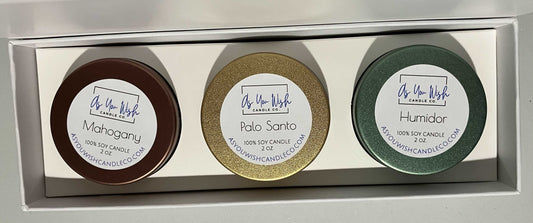 As You Wish
CANDLE CO.
Mahogany
100% SOY CANDLE
2 OZ.
ASYOUWISHCANDLECO.COM
As You Wish
CANDLE CO.
Palo Santo
100% SOY CANDLE
2 OZ
ASYOUWISHCANDLECO.COM
As You Wish
CANDLE CO.
Humidor
100% SOY CANDLE
2 OZ.
ASYOUWISHCANDLECO.COM